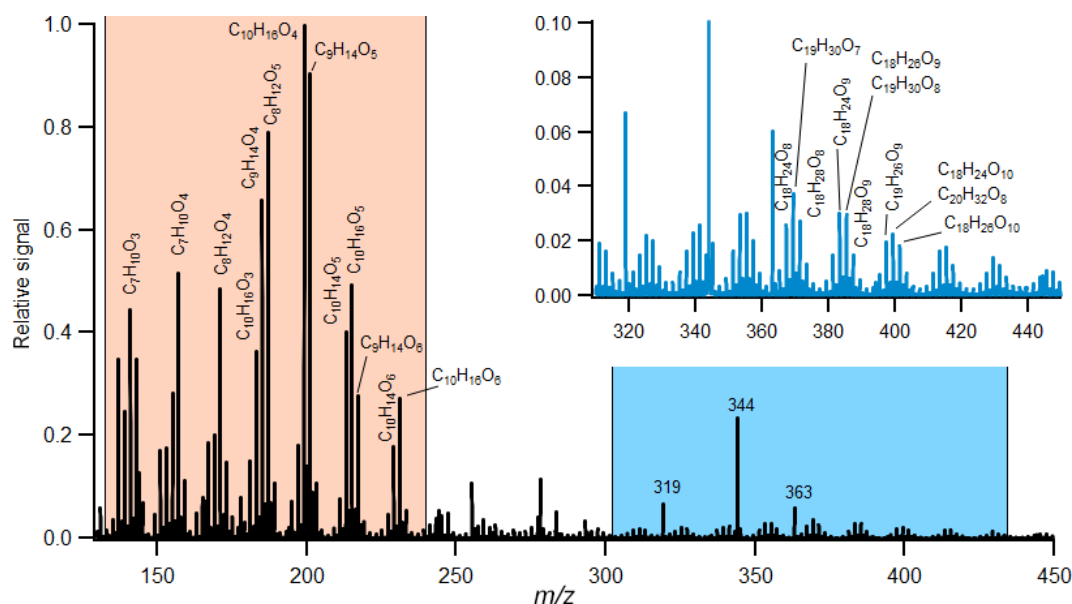 1.0
0.8
0.6
0.4
0.2
0.0
Relative signal
C₇H₁₀O₃
C₇H₁₀O₄
C₈H₁₂O₄
C₁₀H₁₆O₃
C₉H₁₄O₄
C₈H₁₂O₅
C₁₀H₁₆O₄
C₉H₁₄O₅
C₁₀H₁₄O₅
C₁₀H₁₆O₅
C₉H₁₄O₆
C₁₀H₁₄O₆
C₁₀H₁₆O₆
319
344
363
150
200
250
300
350
400
450
m/z
0.10
0.08
0.06
0.04
0.02
0.00
C₁₈H₂₄O₈
C₁₉H₃₀O₇
C₁₈H₂₈O₈
C₁₈H₂₄O₉
C₁₈H₂₆O₉
C₁₉H₃₀O₈
C₁₈H₂₈O₉
C₁₉H₂₆O₉
C₁₈H₂₄O₁₀
C₂₀H₃₂O₈
C₁₈H₂₆O₁₀
320
340
360
380
400
420
440